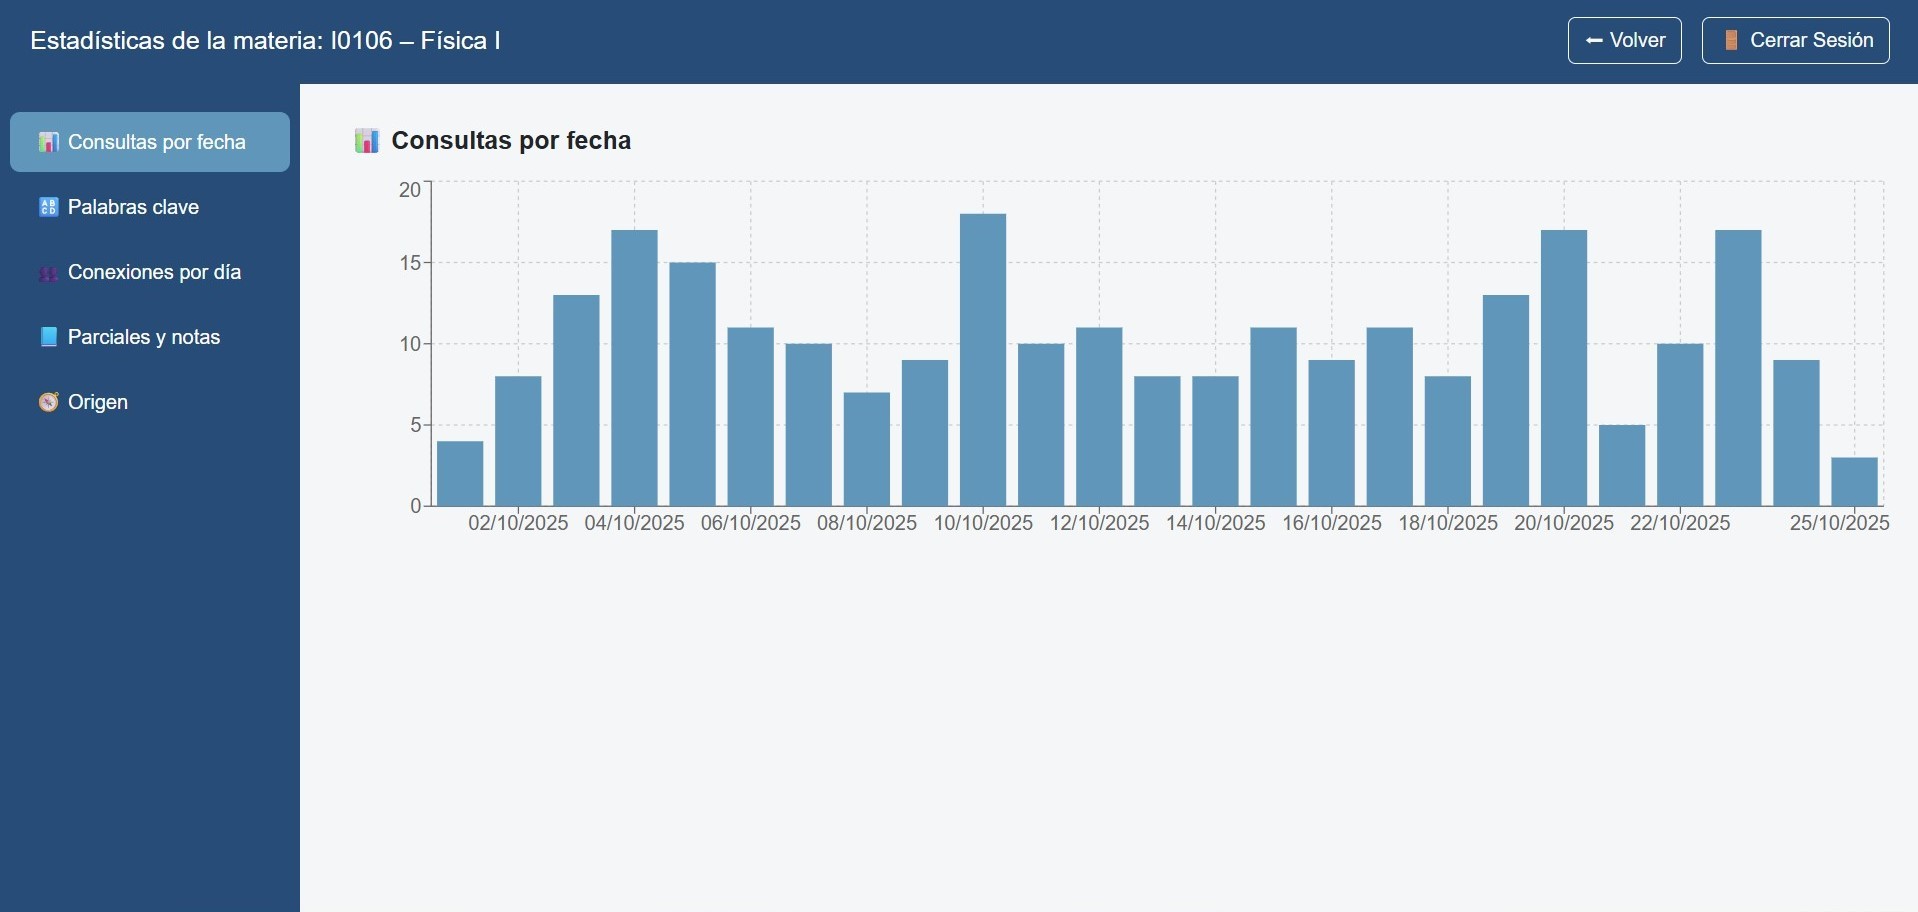 Estadísticas de la materia: I0106 – Física I
Volver
Cerrar Sesión
Consultas por fecha
Palabras clave
Conexiones por día
Parciales y notas
Origen
Consultas por fecha
20
15
10
5
0
02/10/2025 04/10/2025 06/10/2025 08/10/2025 10/10/2025 12/10/2025 14/10/2025 16/10/2025 18/10/2025 20/10/2025 22/10/2025 25/10/2025